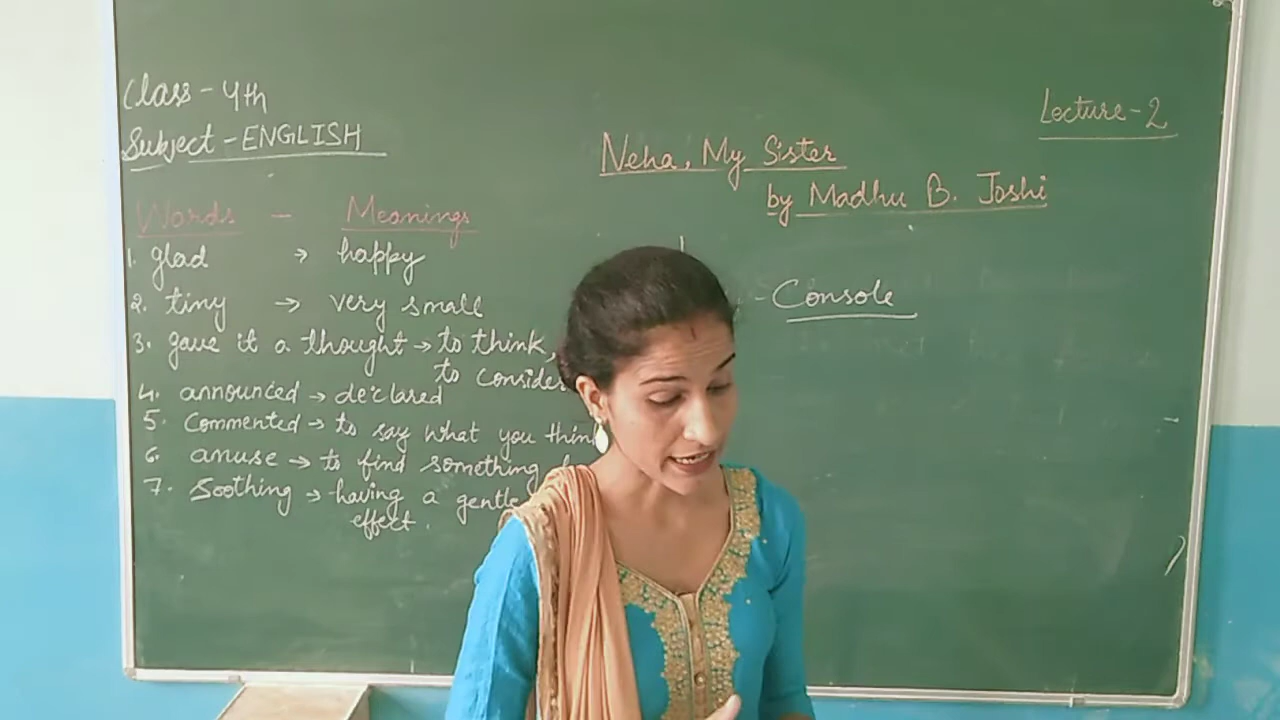 Class - 4th
Subject - ENGLISH
Lecture - 2
Neha, My Sister
by Madhu B. Joshi
Words - Meanings
1. glad → happy
2. tiny → very small
3. gave it a thought → to think,
to consider
4. announced → declared
5. Commented → to say what you think
6. amuse → to find something
7. Soothing → having a gentle
effect.
- Console